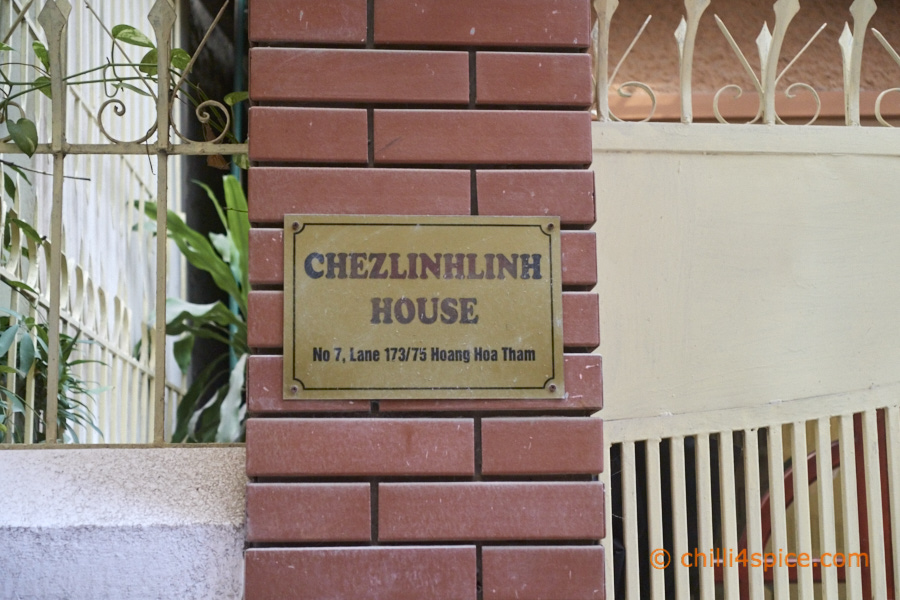 CHEZLINHLINH
HOUSE
No 7, Lane 173/75 Hoang Hoa Tham
© chilli4spice.com